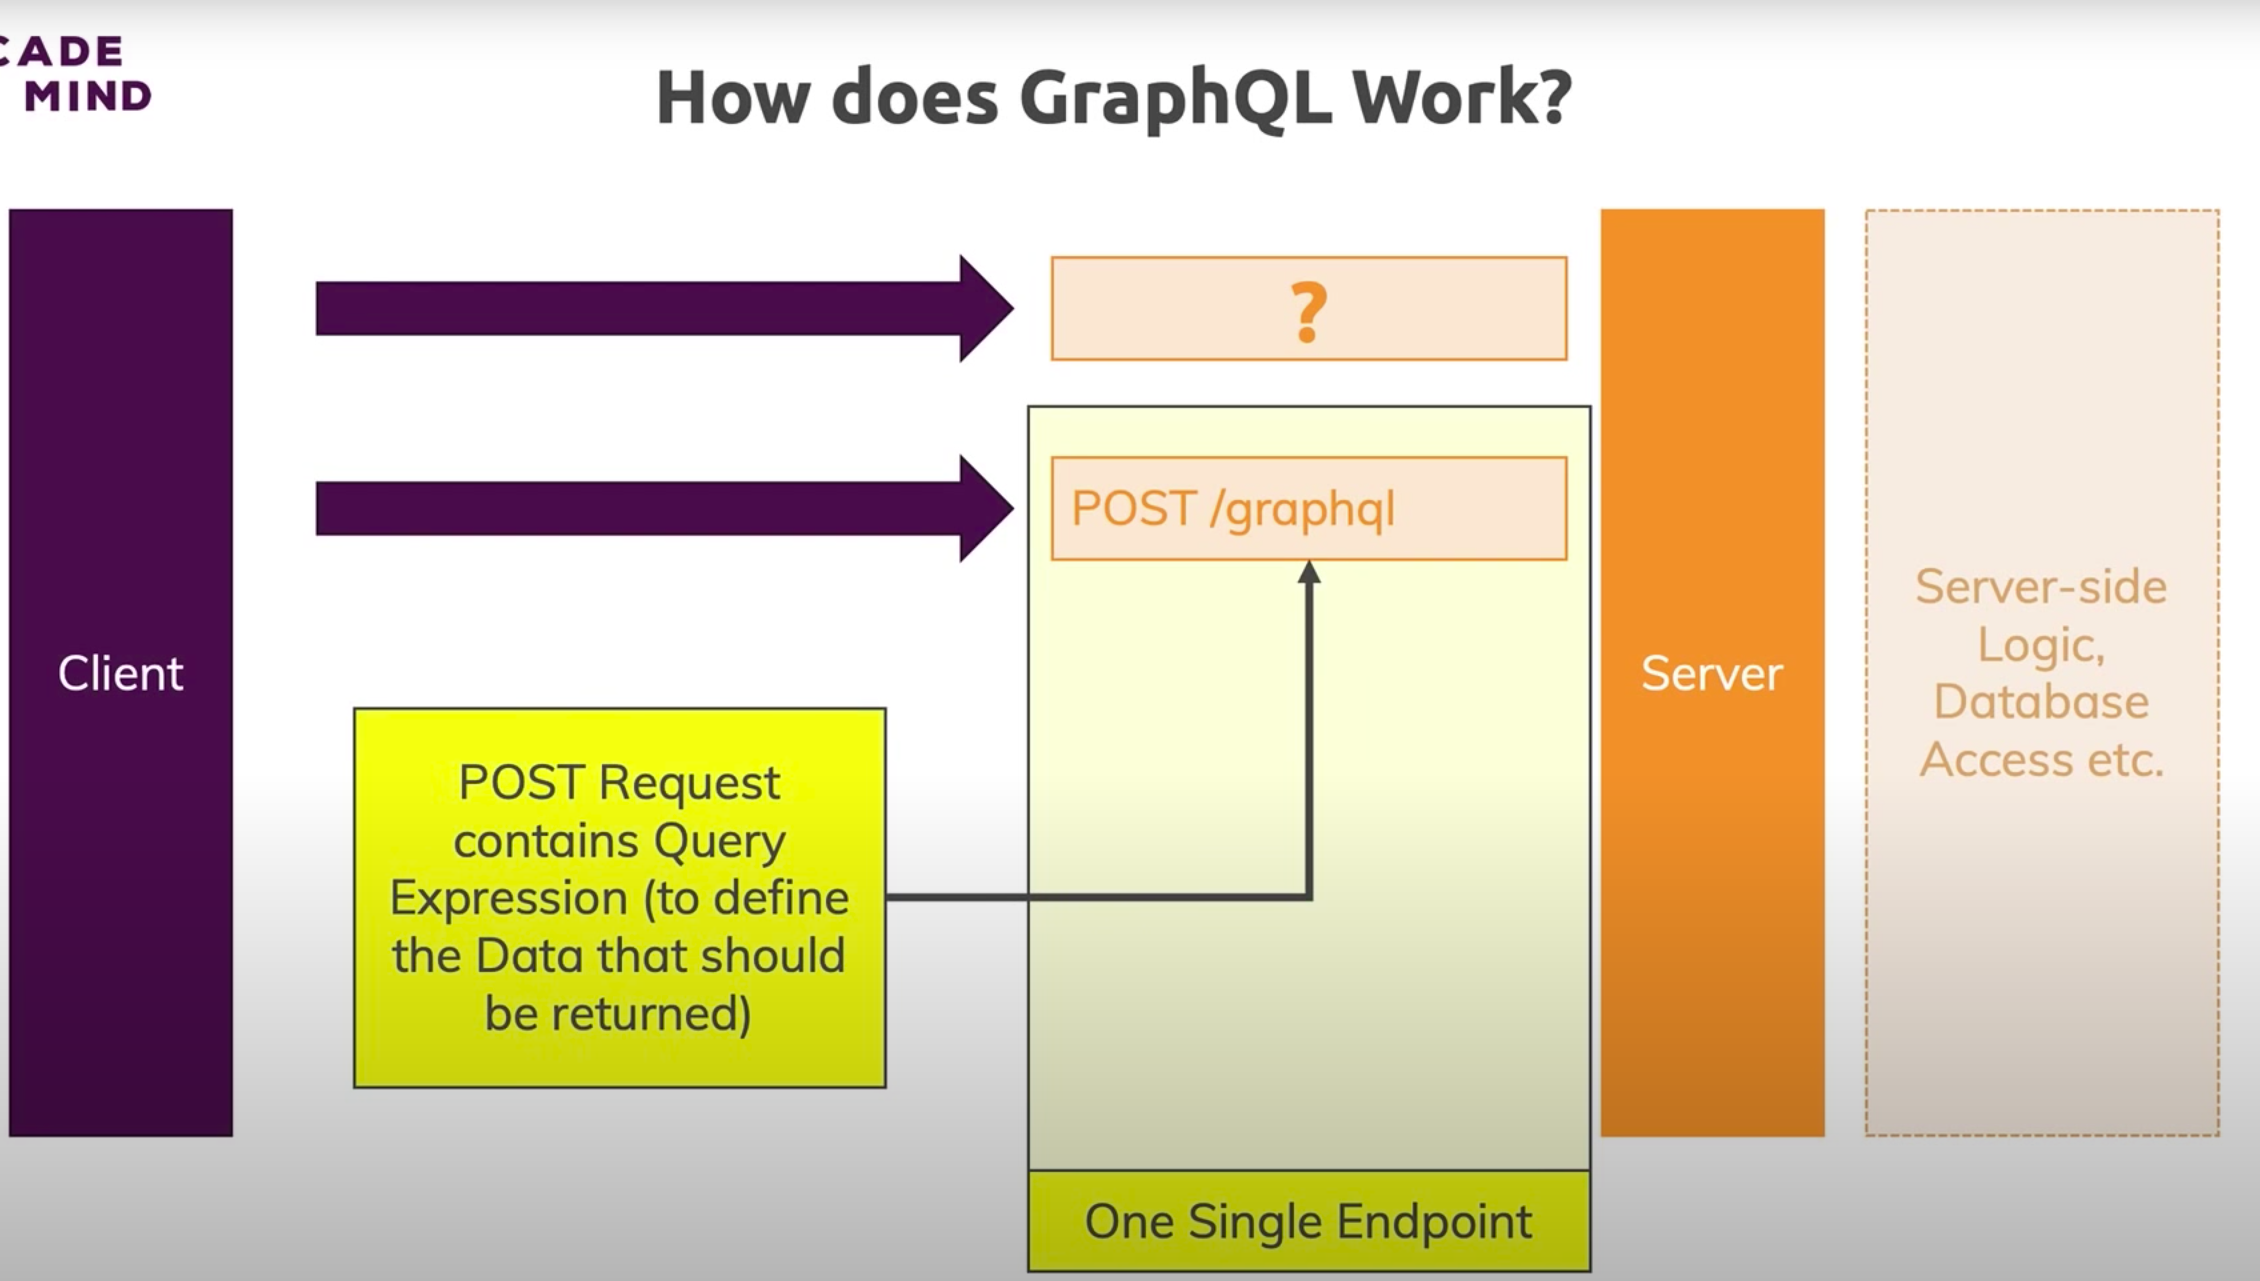 CADE
MIND
How does GraphQL Work?
?
POST /graphql
Client
Server
Server-side
Logic,
Database
Access etc.
POST Request
contains Query
Expression (to define
the Data that should
be returned)
One Single Endpoint